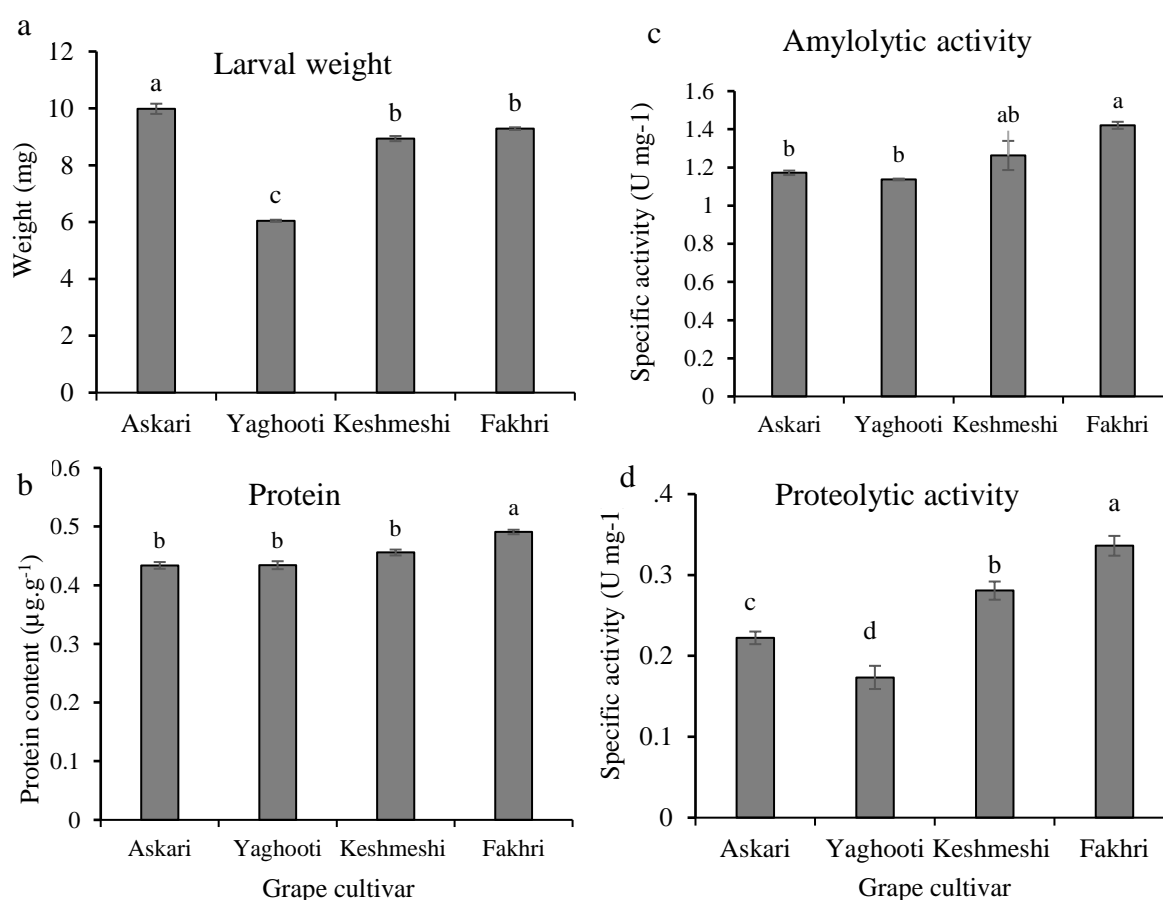 a
Larval weight
Weight (mg)
12
10
8
6
4
2
0
a
c
b
b
Askari Yaghooti Keshmeshi Fakhri
c
Amylolytic activity
Specific activity (U mg-1)
1.6
1.4
1.2
1
0.8
0.6
0.4
0.2
0
b
b
ab
a
Askari Yaghooti Keshmeshi Fakhri
b
Protein
Protein content (µg.g-1)
0.6
0.5
0.4
0.3
0.2
0.1
0
b
b
b
a
Askari Yaghooti Keshmeshi Fakhri
Grape cultivar
d
Proteolytic activity
Specific activity (U mg-1
.4
0.3
0.2
0.1
0
c
d
b
a
Askari Yaghooti Keshmeshi Fakhri
Grape cultivar